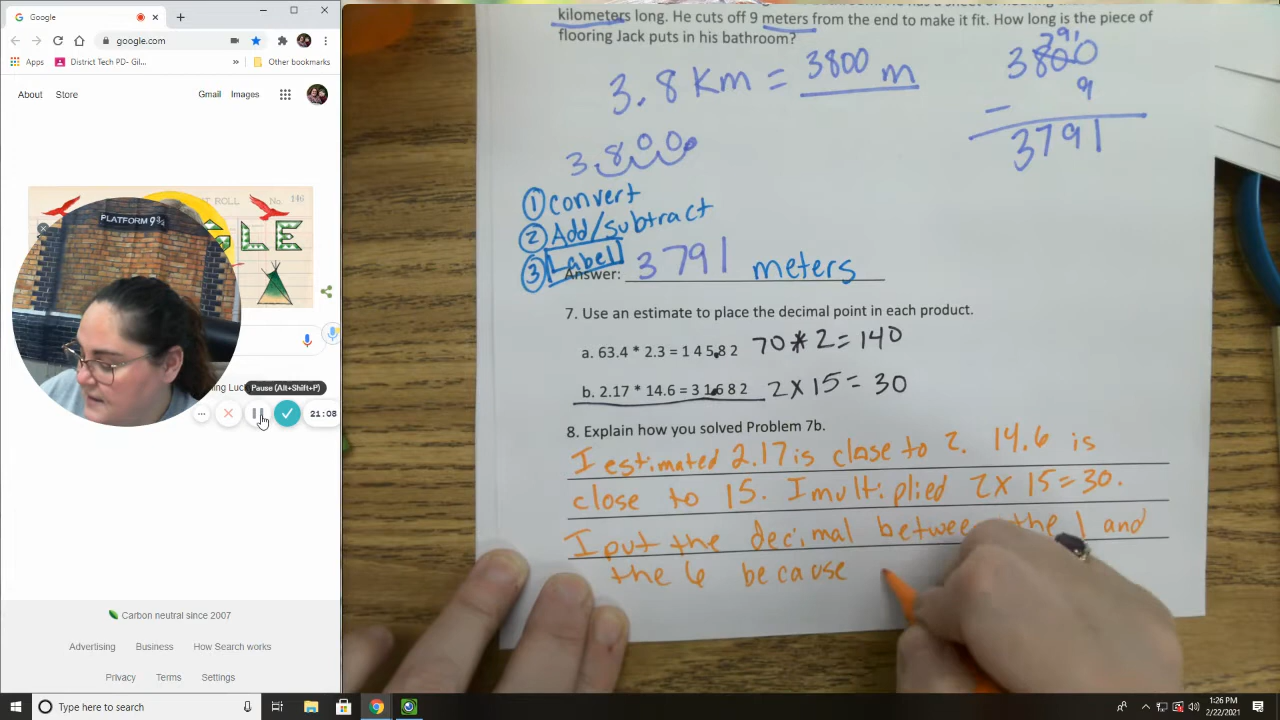 Google
google.com
Apps
District Tech PD- Gil...
»
Other bookmarks
About
Store
Gmail
Images
AT ROLL
No. 146
PLATFORM 9¾
GLE
Pause (Alt+Shift+P)
21:08
Carbon neutral since 2007
Advertising
Business
How Search works
Privacy
Terms
Settings
kilometers long. He cuts off 9 meters from the end to make it fit. How long is the piece of
flooring Jack puts in his bathroom?
3.8 Km = 3800 m
3800
791
- 9
3791
3.800
① Convert
② Add/Subtract
③ Label
Answer: 3791 meters
7. Use an estimate to place the decimal point in each product.
a. 63.4 * 2.3 = 1 4 5.8 2 70 * 2 = 140
b. 2.17 * 14.6 = 3 1.6 8 2 2 X 15 = 30
8. Explain how you solved Problem 7b.
I estimated 2.17 is close to 2. 14.6 is
close to 15. I multiplied 2 X 15 = 30.
I put the decimal between the 1 and
the 6 because
Type here to search
1:26 PM
2/22/2021